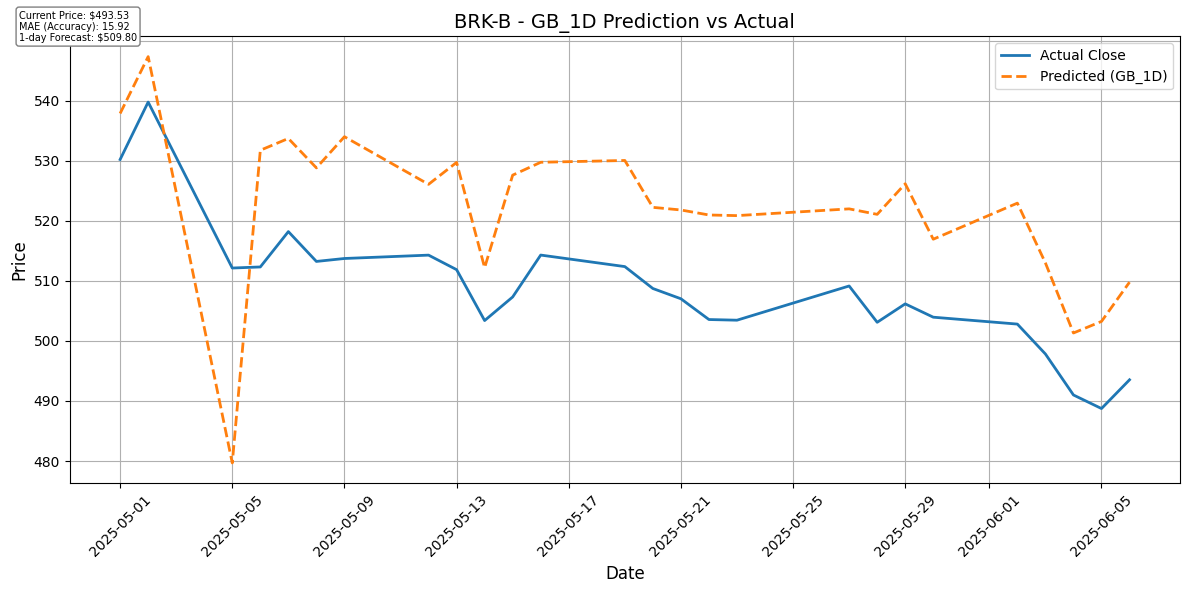 Current Price: $493.53
MAE (Accuracy): 15.92
1-day Forecast: $509.80
BRK-B - GB_1D Prediction vs Actual
Actual Close
Predicted (GB_1D)
Price
540
530
520
510
500
490
480
2025-05-01
2025-05-05
2025-05-09
2025-05-13
2025-05-17
2025-05-21
2025-05-25
2025-05-29
2025-06-01
2025-06-05
Date